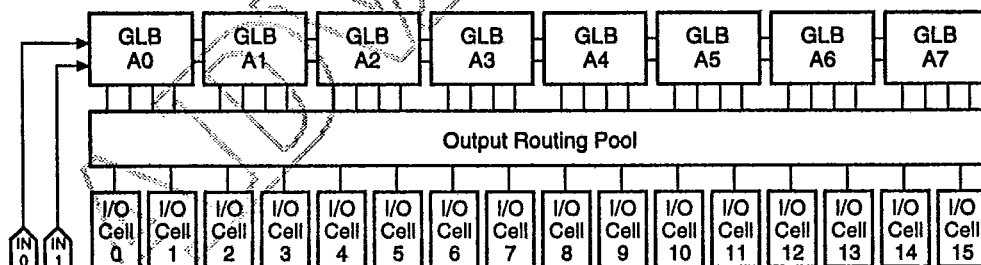 GLB GLB GLB GLB GLB GLB GLB GLB
A0 A1 A2 A3 A4 A5 A6 A7
Output Routing Pool
I/O I/O I/O I/O I/O I/O I/O I/O I/O I/O I/O I/O I/O I/O I/O I/O
Cell Cell Cell Cell Cell Cell Cell Cell Cell Cell Cell Cell Cell Cell Cell Cell
IN IN
0 1 0 1 2 3 4 5 6 7 8 9 10 11 12 13 14 15